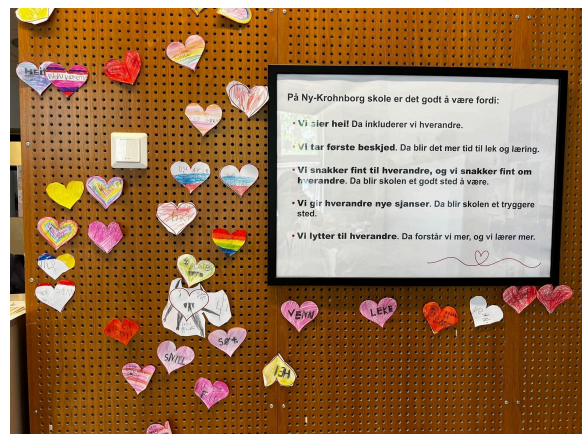 På Ny-Krohnborg skole er det godt å være fordi:
• Vi sier hei! Da inkluderer vi hverandre.
• Vi tar første beskjed. Da blir det mer tid til lek og læring.
• Vi snakker fint til hverandre, og vi snakker fint om
hverandre. Da blir skolen et godt sted å være.
• Vi gir hverandre nye sjanser. Da blir skolen et tryggere
sted.
• Vi lytter til hverandre. Da forstår vi mer, og vi lærer mer.
HEI
LEKE
SNILL
HEI